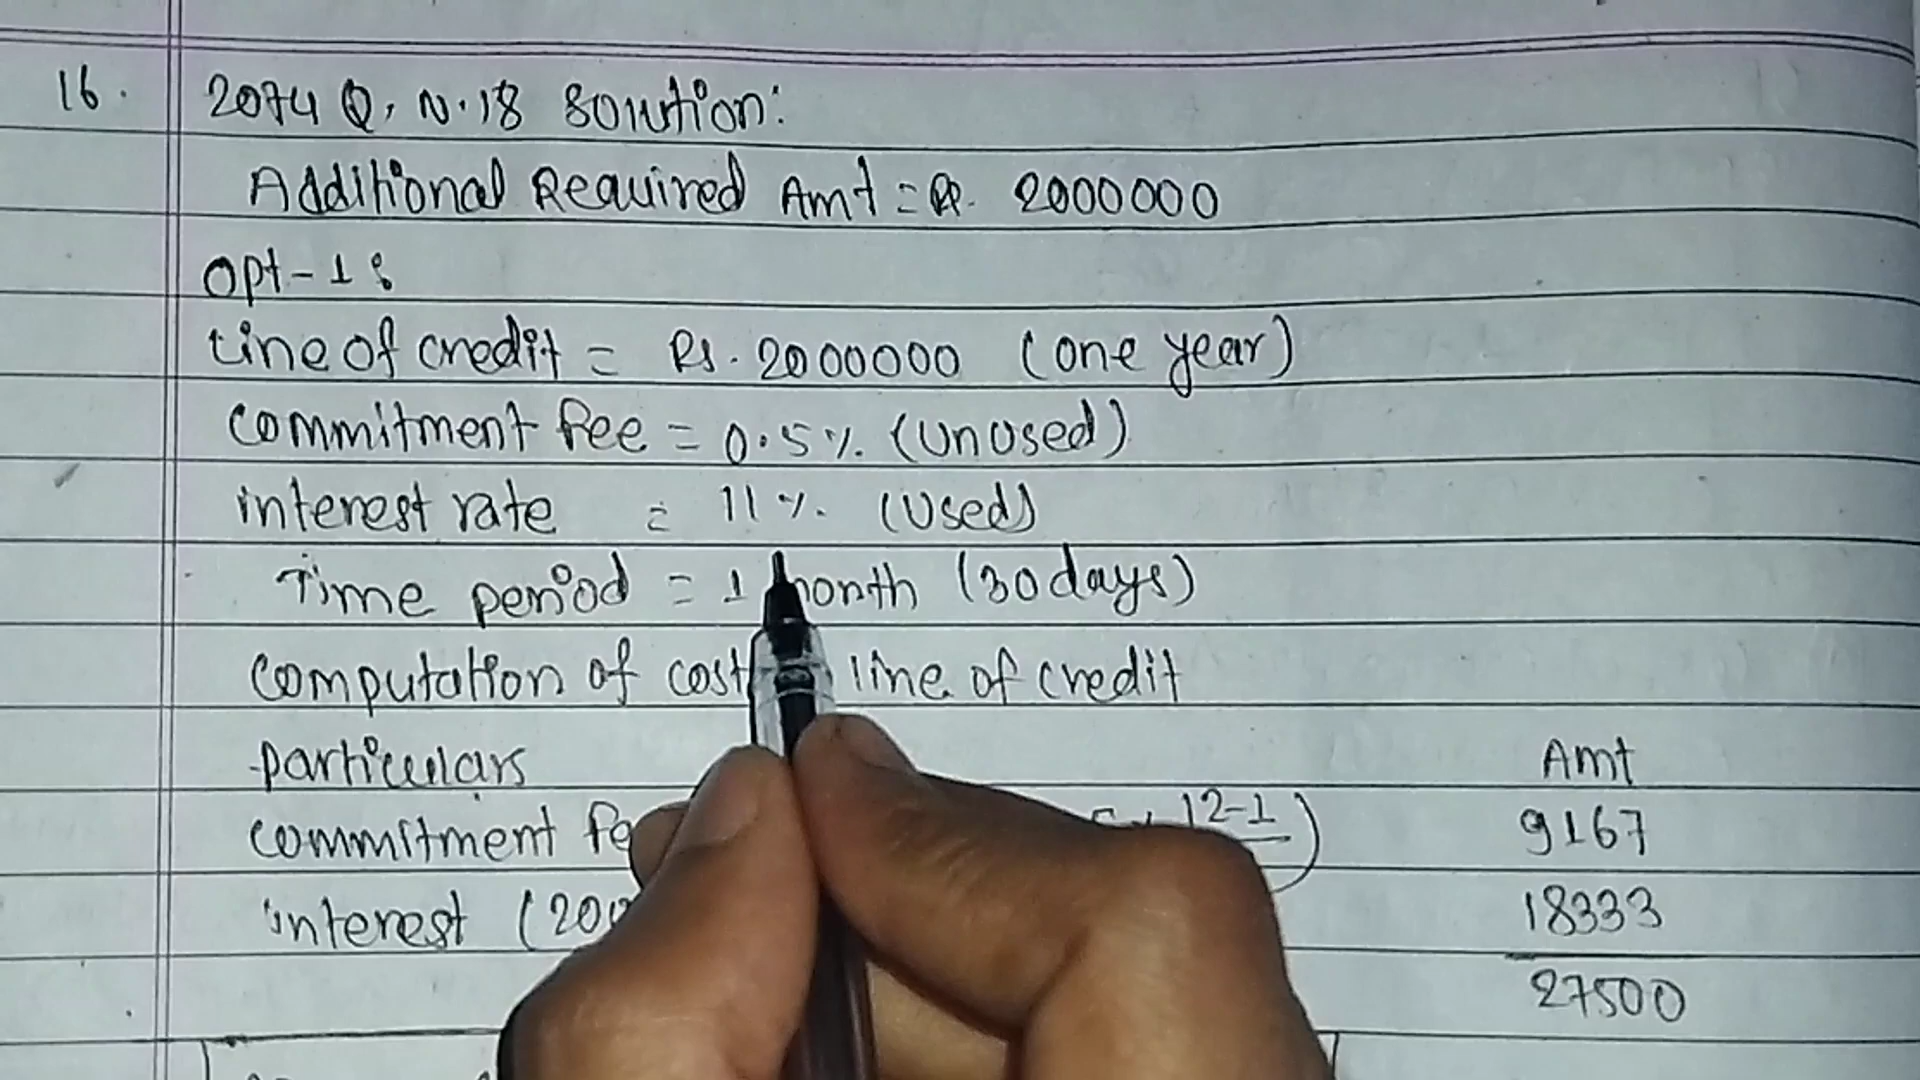 16. 2074 Q. N. 18 Solution:
Additional Required Amt = Rs. 2000000
opt-1:
Line of credit = Rs. 2000000 (one year)
commitment fee = 0.5% (Unused)
interest rate = 11% (Used)
Time period = 1 month (30 days)
computation of cost line of credit
particulars Amt
commitment fe 12-1 ) 9167
interest (200 18333
27500